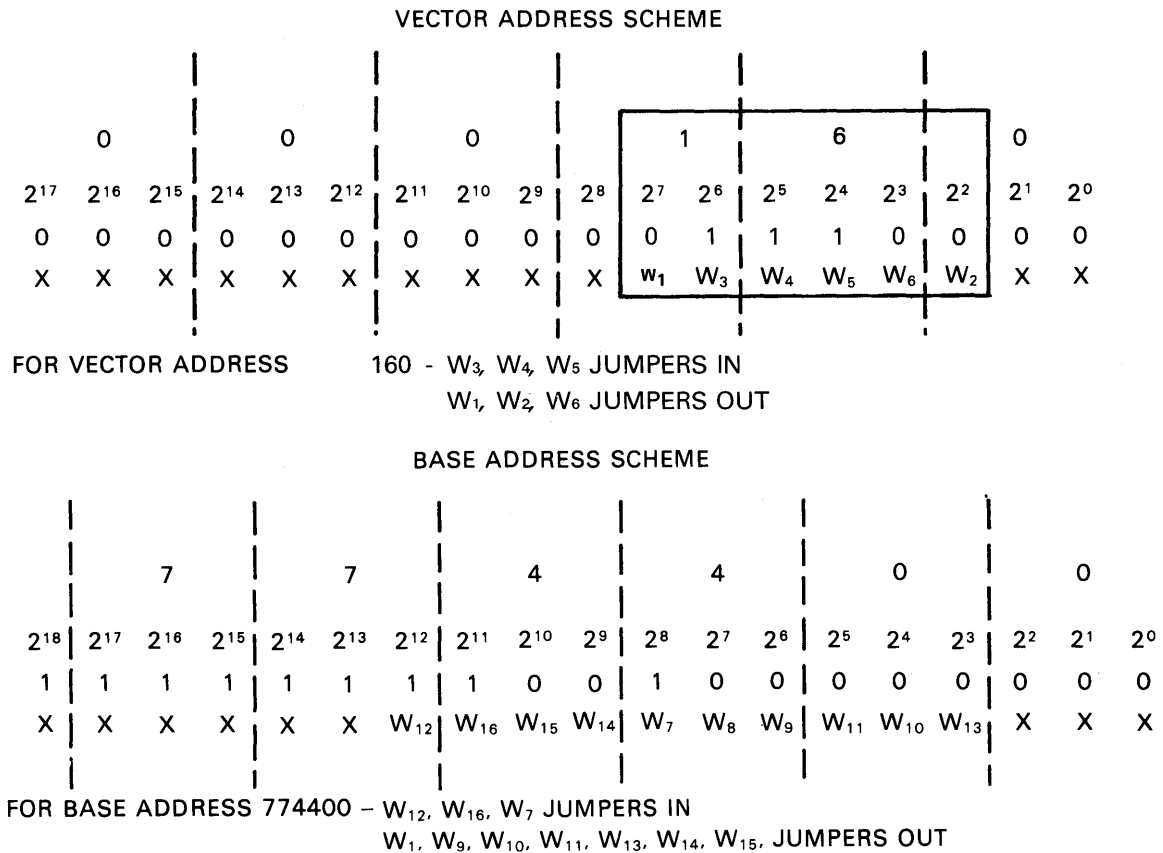 VECTOR ADDRESS SCHEME
0 0 0 1 6 0
2¹⁷ 2¹⁶ 2¹⁵ 2¹⁴ 2¹³ 2¹² 2¹¹ 2¹⁰ 2⁹ 2⁸ 2⁷ 2⁶ 2⁵ 2⁴ 2³ 2² 2¹ 2⁰
0 0 0 0 0 0 0 0 0 0 0 1 1 1 0 0 0 0
X X X X X X X X X X W₁ W₃ W₄ W₅ W₆ W₂ X X
FOR VECTOR ADDRESS 160 - W₃, W₄, W₅ JUMPERS IN
W₁, W₂, W₆ JUMPERS OUT
BASE ADDRESS SCHEME
7 7 4 4 0 0
2¹⁸ 2¹⁷ 2¹⁶ 2¹⁵ 2¹⁴ 2¹³ 2¹² 2¹¹ 2¹⁰ 2⁹ 2⁸ 2⁷ 2⁶ 2⁵ 2⁴ 2³ 2² 2¹ 2⁰
1 1 1 1 1 1 1 1 0 0 1 0 0 0 0 0 0 0 0
X X X X X X W₁₂ W₁₆ W₁₅ W₁₄ W₇ W₈ W₉ W₁₁ W₁₀ W₁₃ X X X
FOR BASE ADDRESS 774400 – W₁₂, W₁₆, W₇ JUMPERS IN
W₁, W₉, W₁₀, W₁₁, W₁₃, W₁₄, W₁₅, JUMPERS OUT